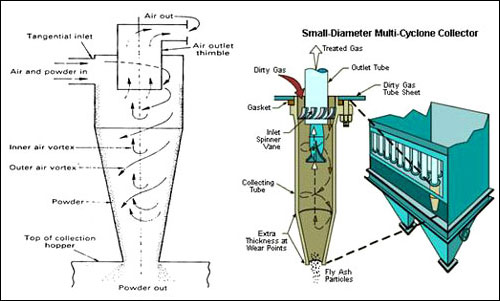 Air out
Tangential inlet
Air outlet
thimble
Air and powder in
Inner air vortex
Outer air vortex
Powder
Top of collection
hopper
Powder out
Small-Diameter Multi-Cyclone Collector
Treated Gas
Dirty Gas
Outlet Tube
Dirty Gas
Tube Sheet
Gasket
Inlet
Spinner
Vane
Collecting
Tube
Extra
Thickness at
Wear Points
Fly Ash
Particles